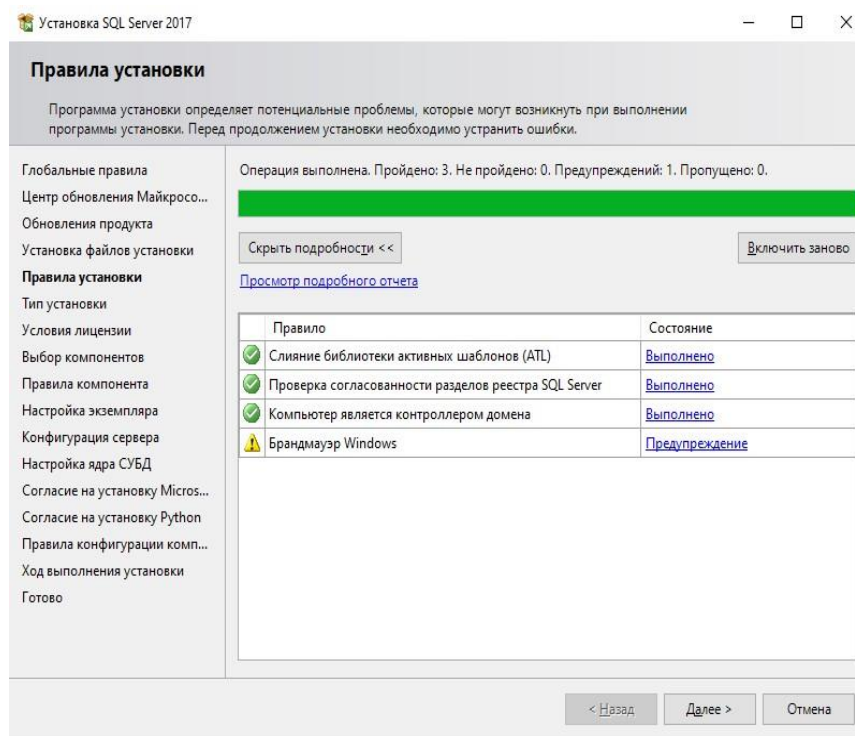 Установка SQL Server 2017
Правила установки
Программа установки определяет потенциальные проблемы, которые могут возникнуть при выполнении
программы установки. Перед продолжением установки необходимо устранить ошибки.
Глобальные правила
Центр обновления Майкросо...
Обновления продукта
Установка файлов установки
Правила установки
Тип установки
Условия лицензии
Выбор компонентов
Правила компонента
Настройка экземпляра
Конфигурация сервера
Настройка ядра СУБД
Согласие на установку Micros...
Согласие на установку Python
Правила конфигурации комп...
Ход выполнения установки
Готово
Операция выполнена. Пройдено: 3. Не пройдено: 0. Предупреждений: 1. Пропущено: 0.
Скрыть подробности <<
Включить заново
Просмотр подробного отчета
Правило Состояние
Слияние библиотеки активных шаблонов (ATL) Выполнено
Проверка согласованности разделов реестра SQL Server Выполнено
Компьютер является контроллером домена Выполнено
Брандмауэр Windows Предупреждение
< Назад Далее > Отмена